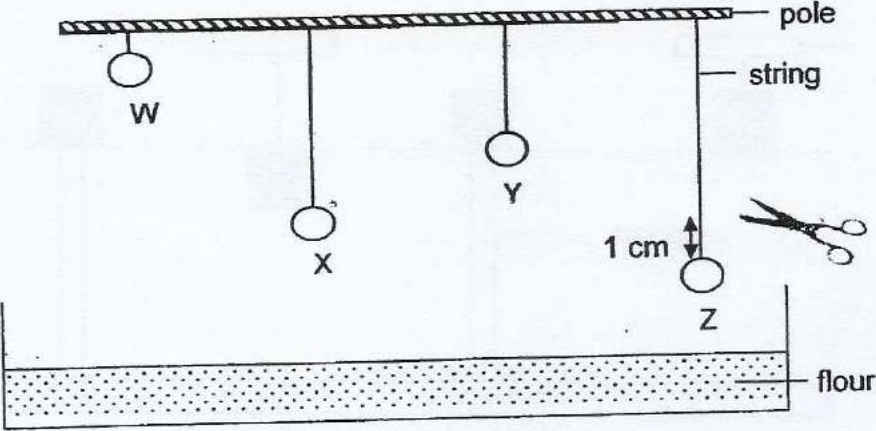 pole
string
W
Y
X
1 cm
Z
flour